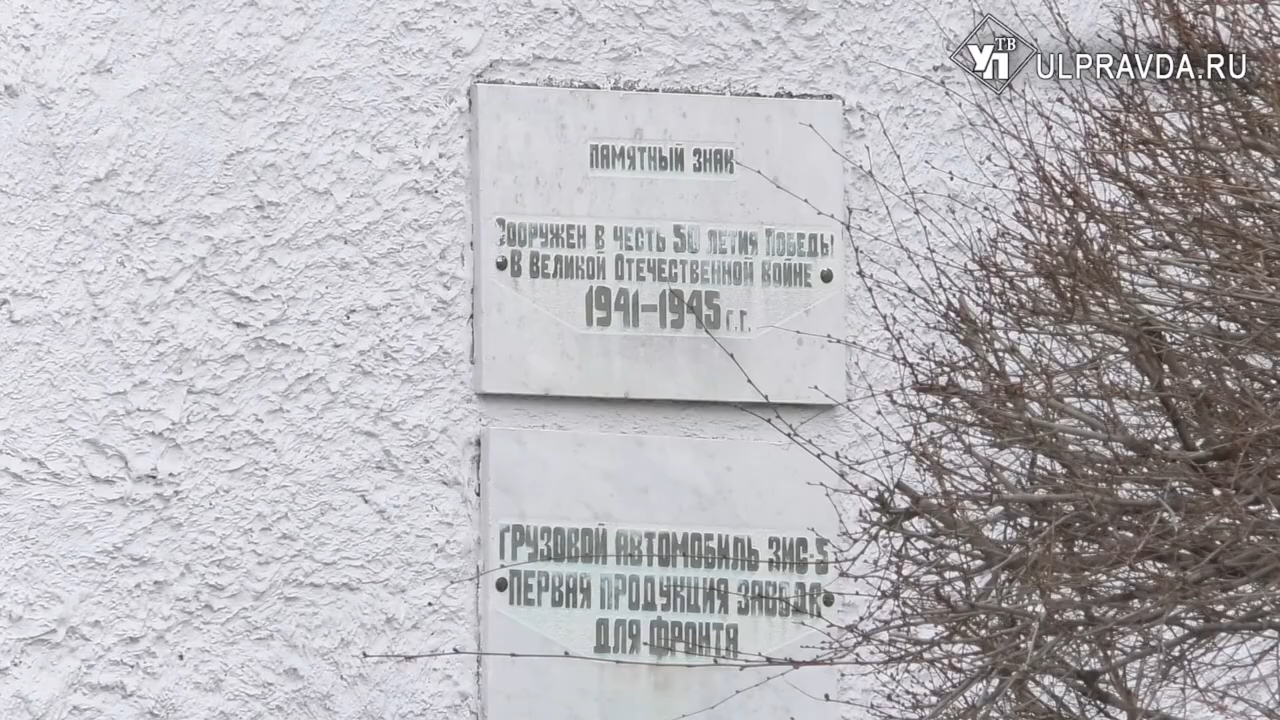 УП ТВ ULPRAVDA.RU
ПАМЯТНЫЙ ЗНАК
СООРУЖЕН В ЧЕСТЬ 50 ЛЕТИЯ ПОБЕДЫ
В ВЕЛИКОЙ ОТЕЧЕСТВЕННОЙ ВОЙНЕ
1941-1945 г.г.
ГРУЗОВОЙ АВТОМОБИЛЬ ЗИС-5
ПЕРВАЯ ПРОДУКЦИЯ ЗАВОДА
ДЛЯ ФРОНТА